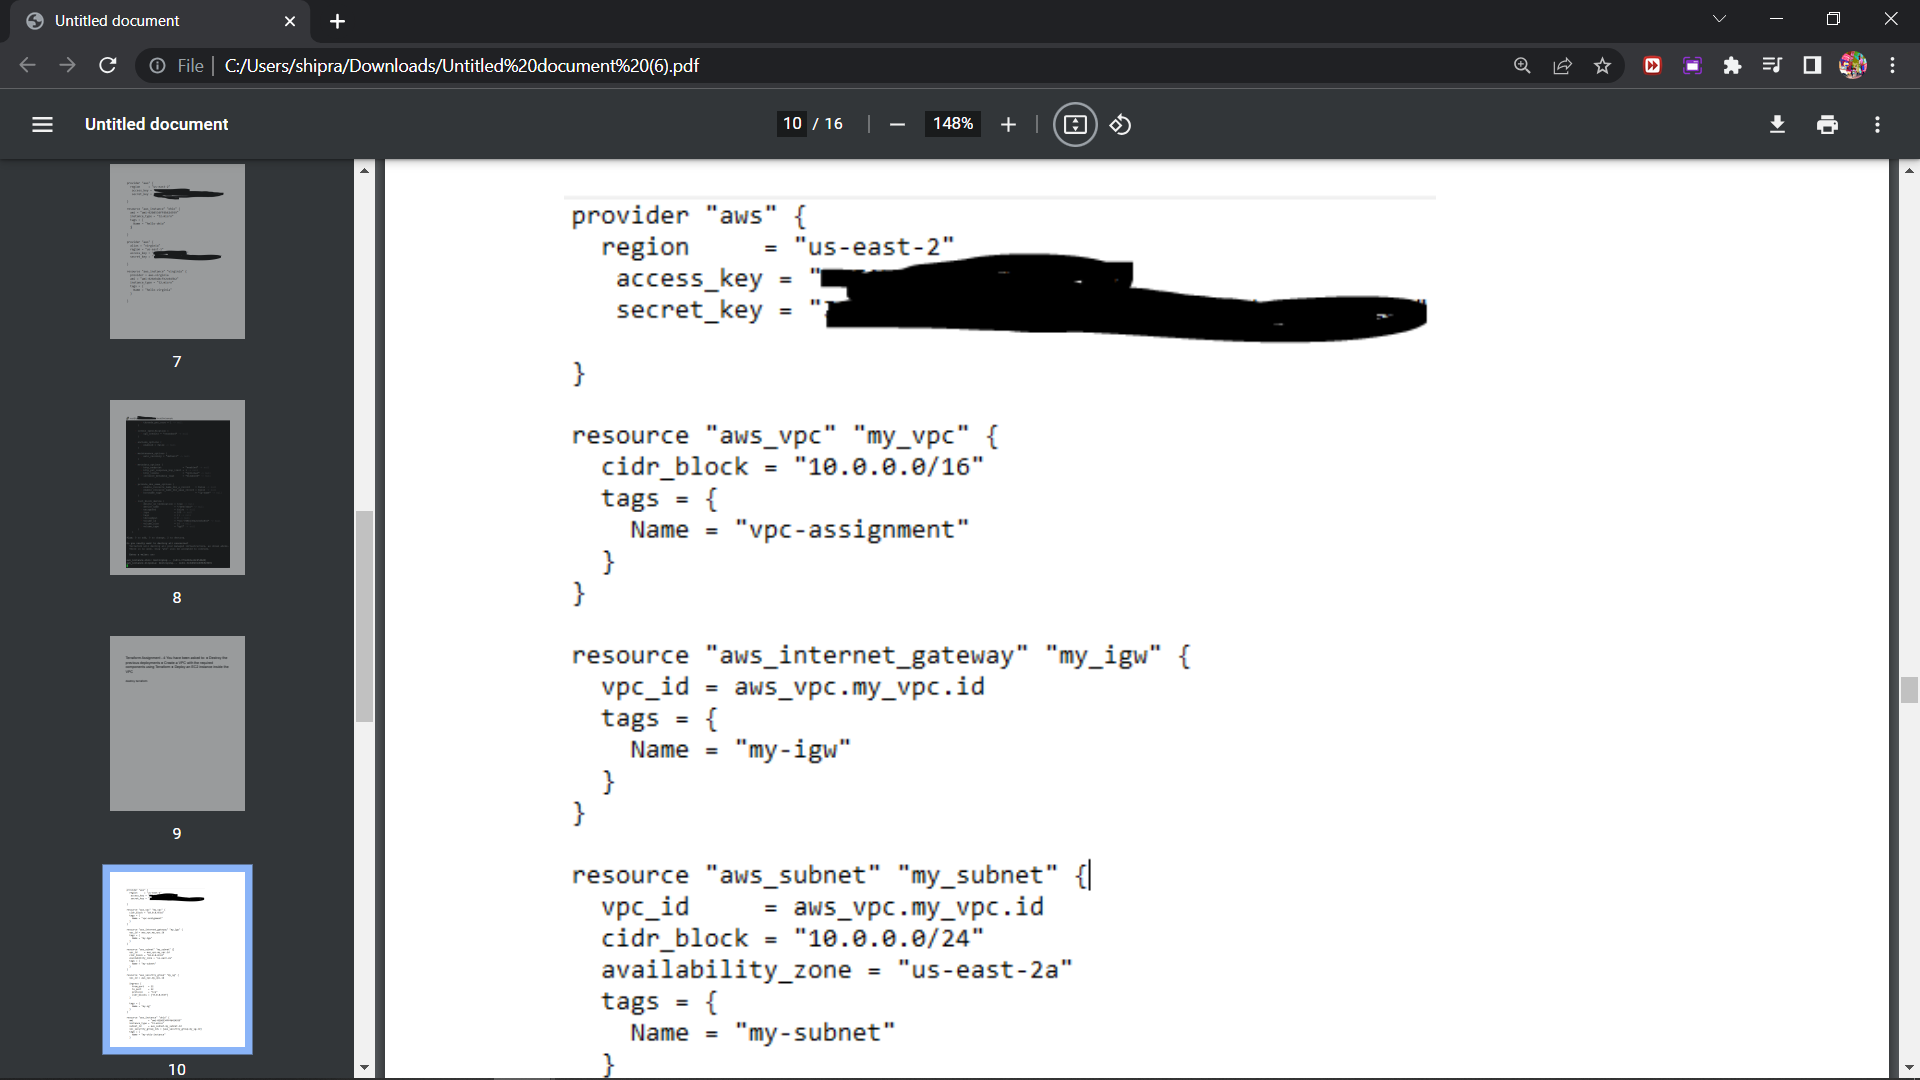 Untitled document
File | C:/Users/shipra/Downloads/Untitled%20document%20(6).pdf
Untitled document
10 / 16
148%
7
8
9
10
provider "aws" {
region = "us-east-2"
access_key = "
secret_key = "
}
resource "aws_vpc" "my_vpc" {
cidr_block = "10.0.0.0/16"
tags = {
Name = "vpc-assignment"
}
}
resource "aws_internet_gateway" "my_igw" {
vpc_id = aws_vpc.my_vpc.id
tags = {
Name = "my-igw"
}
}
resource "aws_subnet" "my_subnet" {
vpc_id = aws_vpc.my_vpc.id
cidr_block = "10.0.0.0/24"
availability_zone = "us-east-2a"
tags = {
Name = "my-subnet"
}